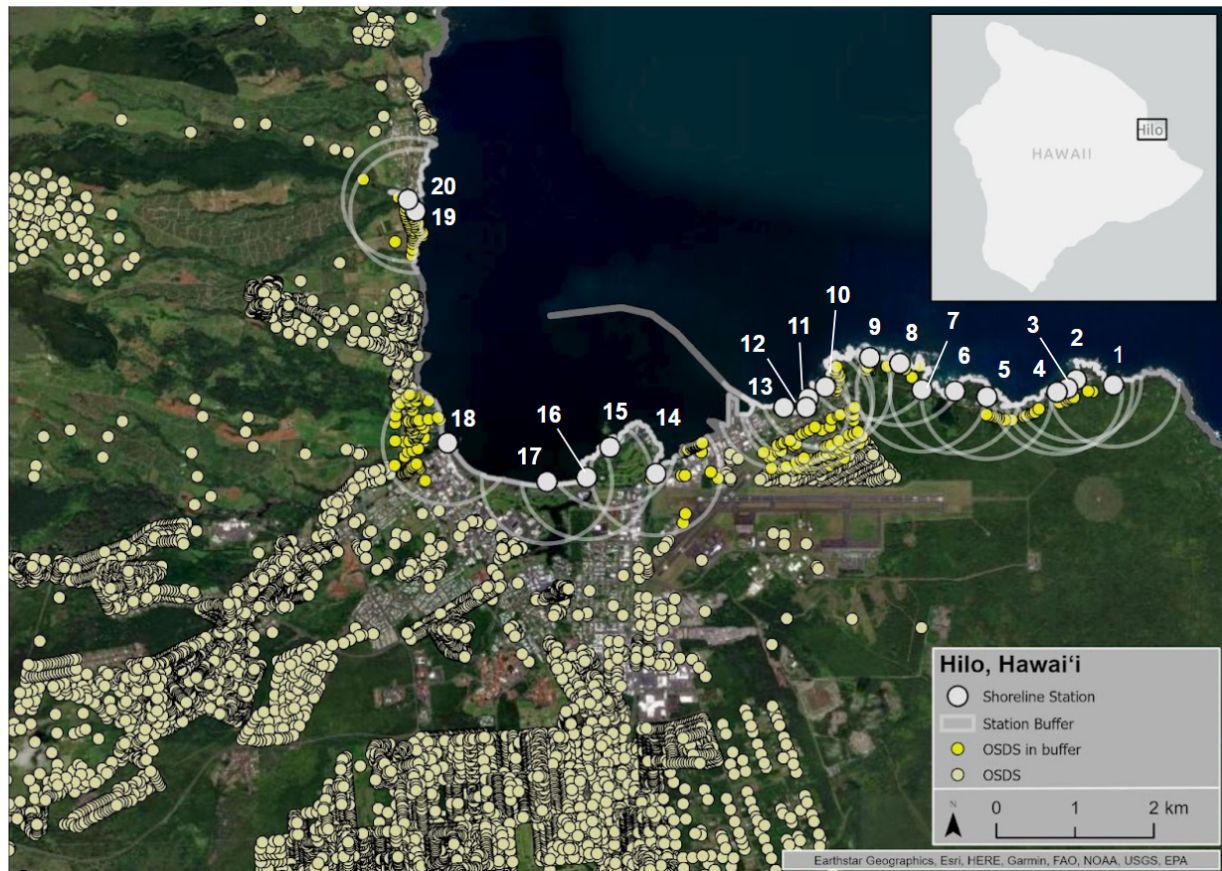 Hilo
HAWAII
20
19
10
11
9
8
7
3
2
12
6
1
13
5
4
15
18
16
14
17
Hilo, Hawaiʻi
Shoreline Station
Station Buffer
OSDS in buffer
OSDS
N
0 1 2 km
Earthstar Geographics, Esri, HERE, Garmin, FAO, NOAA, USGS, EPA